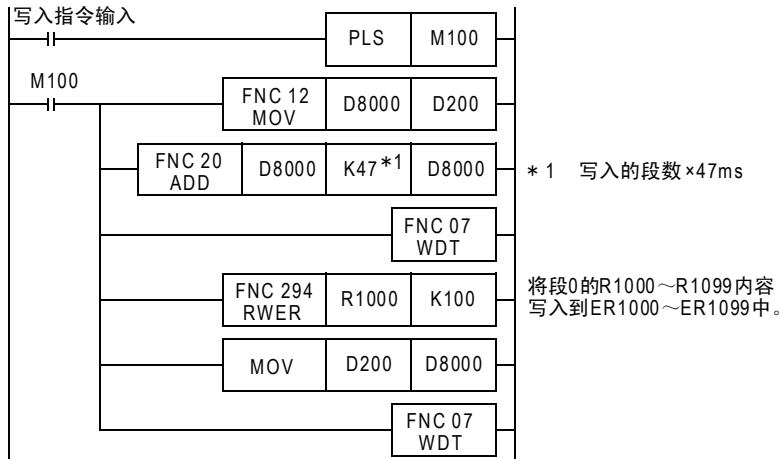 写入指令输入
PLS M100
M100
FNC 12
MOV D8000 D200
FNC 20
ADD D8000 K47*1 D8000
*1 写入的段数×47ms
FNC 07
WDT
FNC 294
RWER R1000 K100
将段0的R1000～R1099内容
写入到ER1000～ER1099中。
MOV D200 D8000
FNC 07
WDT